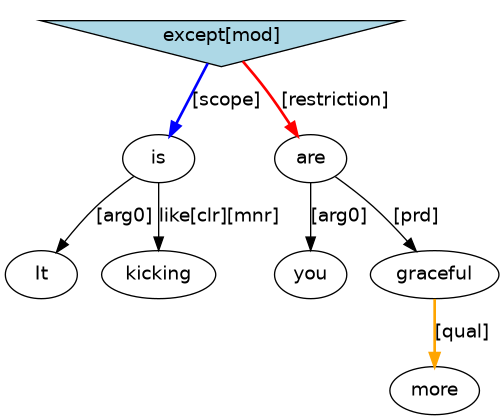 except[mod]
[scope] [restriction]
is are
[arg0] like[clr][mnr] [arg0] [prd]
It kicking you graceful
[qual]
more